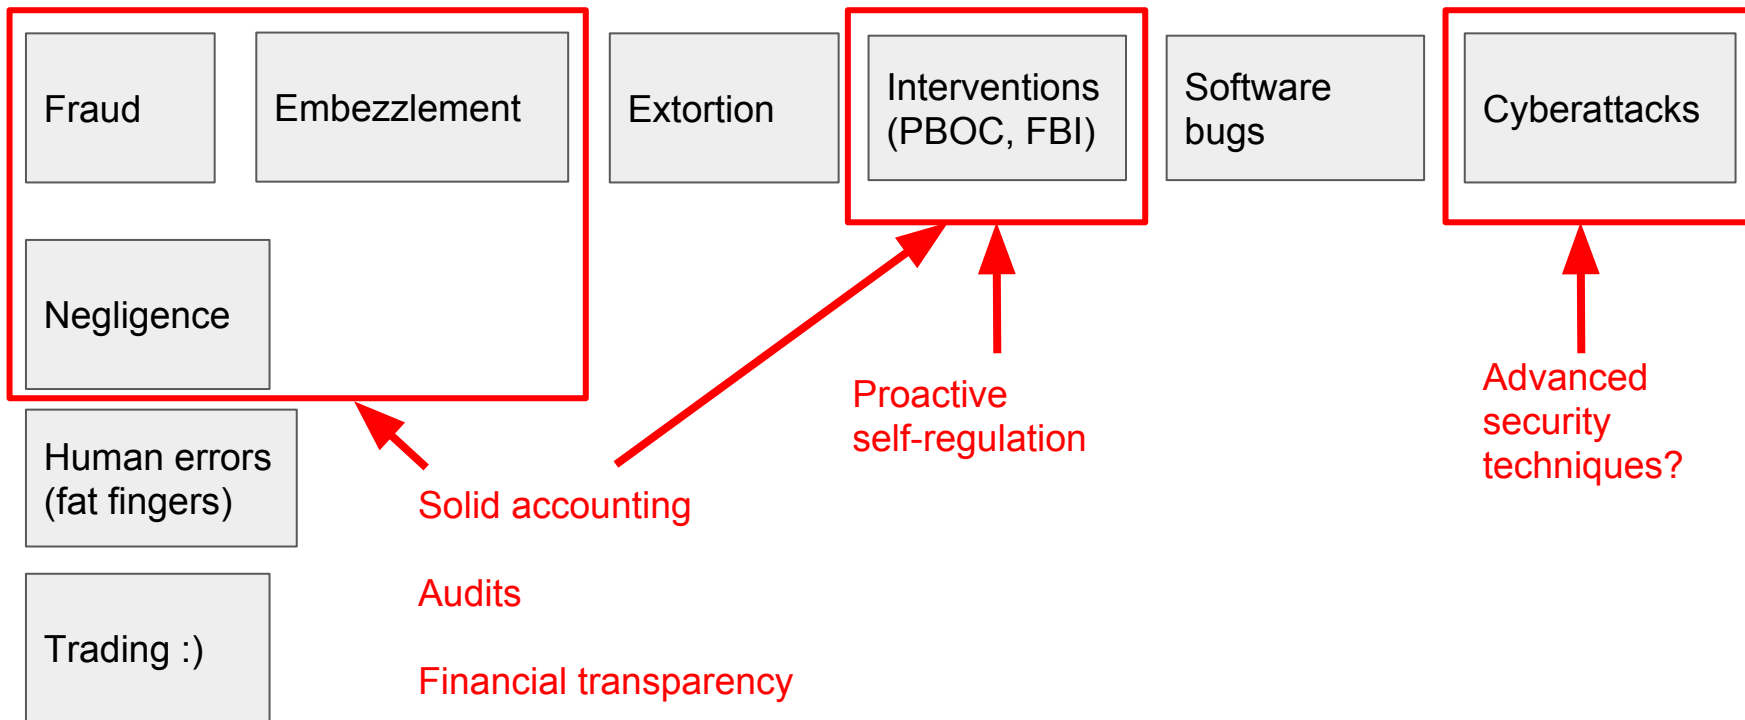 Fraud
Embezzlement
Extortion
Interventions
(PBOC, FBI)
Software
bugs
Cyberattacks
Negligence
Human errors
(fat fingers)
Trading :)
Solid accounting
Audits
Financial transparency
Proactive
self-regulation
Advanced
security
techniques?